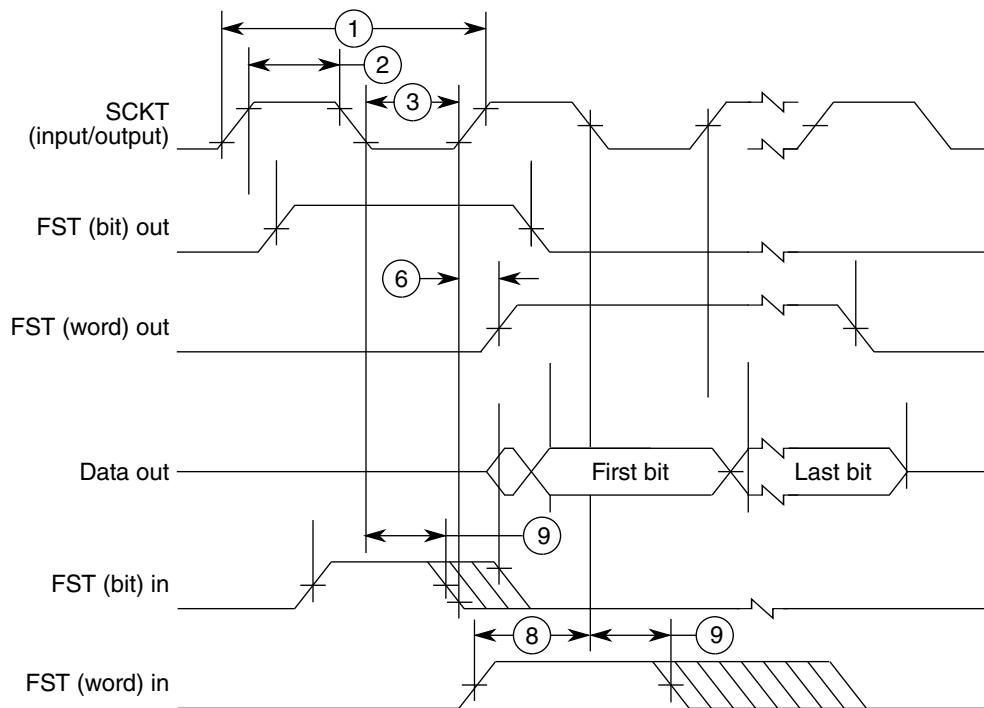 1
2
3
SCKT
(input/output)
FST (bit) out
6
FST (word) out
Data out
First bit
Last bit
9
FST (bit) in
8
9
FST (word) in